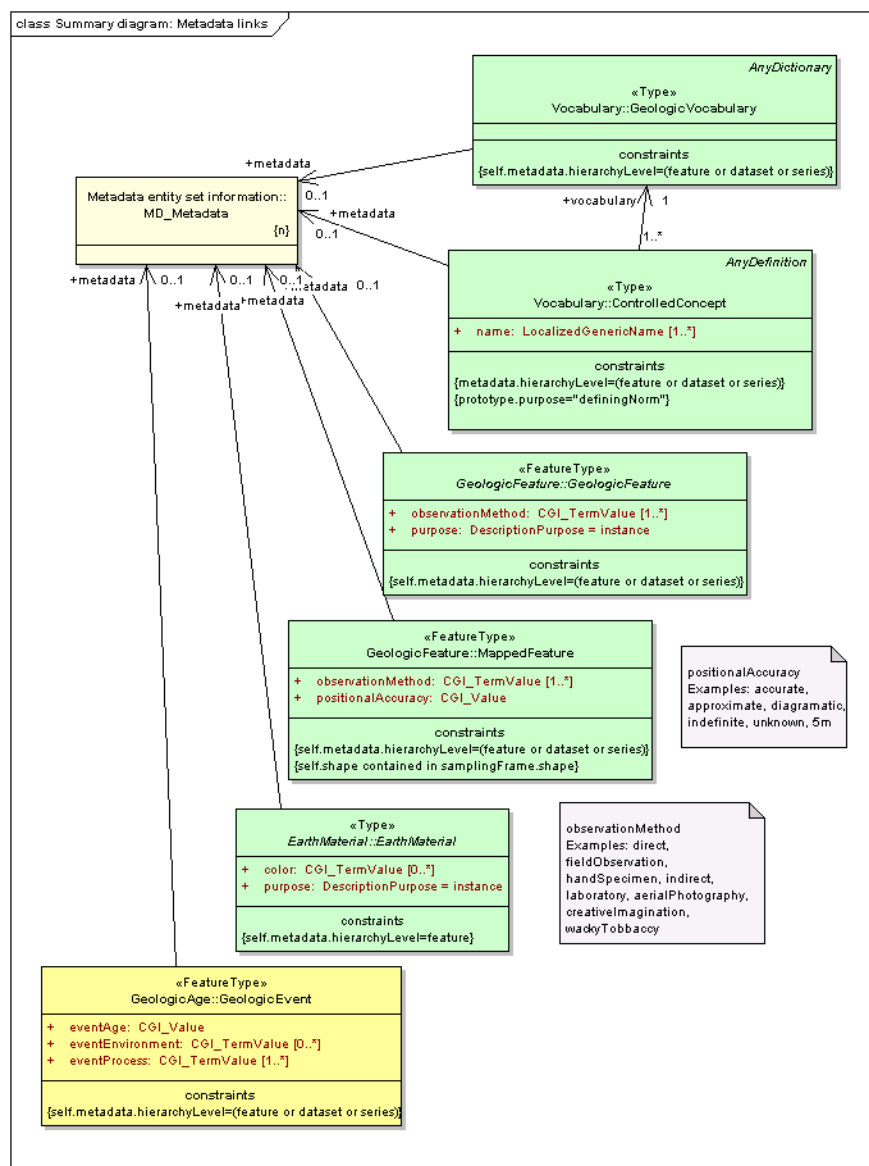 class Summary diagram: Metadata links
AnyDictionary
«Type»
Vocabulary::GeologicVocabulary
constraints
{self.metadata.hierarchyLevel=(feature or dataset or series)}
+metadata
0..1
Metadata entity set information::
MD_Metadata
{n}
+metadata
0..1
+vocabulary
1
1..*
AnyDefinition
«Type»
Vocabulary::ControlledConcept
+ name: LocalizedGenericName [1..*]
constraints
{metadata.hierarchyLevel=(feature or dataset or series)}
{prototype.purpose="definingNorm"}
+metadata
0..1
+metadata
0..1
+metadata
0..1
metadata
0..1
«FeatureType»
GeologicFeature::GeologicFeature
+ observationMethod: CGI_TermValue [1..*]
+ purpose: DescriptionPurpose = instance
constraints
{self.metadata.hierarchyLevel=(feature or dataset or series)}
«FeatureType»
GeologicFeature::MappedFeature
+ observationMethod: CGI_TermValue [1..*]
+ positionalAccuracy: CGI_Value
constraints
{self.metadata.hierarchyLevel=(feature or dataset or series)}
{self.shape contained in samplingFrame.shape}
positionalAccuracy
Examples: accurate,
approximate, diagramatic,
indefinite, unknown, 5m
«Type»
EarthMaterial::EarthMaterial
+ color: CGI_TermValue [0..*]
+ purpose: DescriptionPurpose = instance
constraints
{self.metadata.hierarchyLevel=feature}
observationMethod
Examples: direct,
fieldObservation,
handSpecimen, indirect,
laboratory, aerialPhotography,
creativeImagination,
wackyTobbaccy
«FeatureType»
GeologicAge::GeologicEvent
+ eventAge: CGI_Value
+ eventEnvironment: CGI_TermValue [0..*]
+ eventProcess: CGI_TermValue [1..*]
constraints
{self.metadata.hierarchyLevel=(feature or dataset or series)}